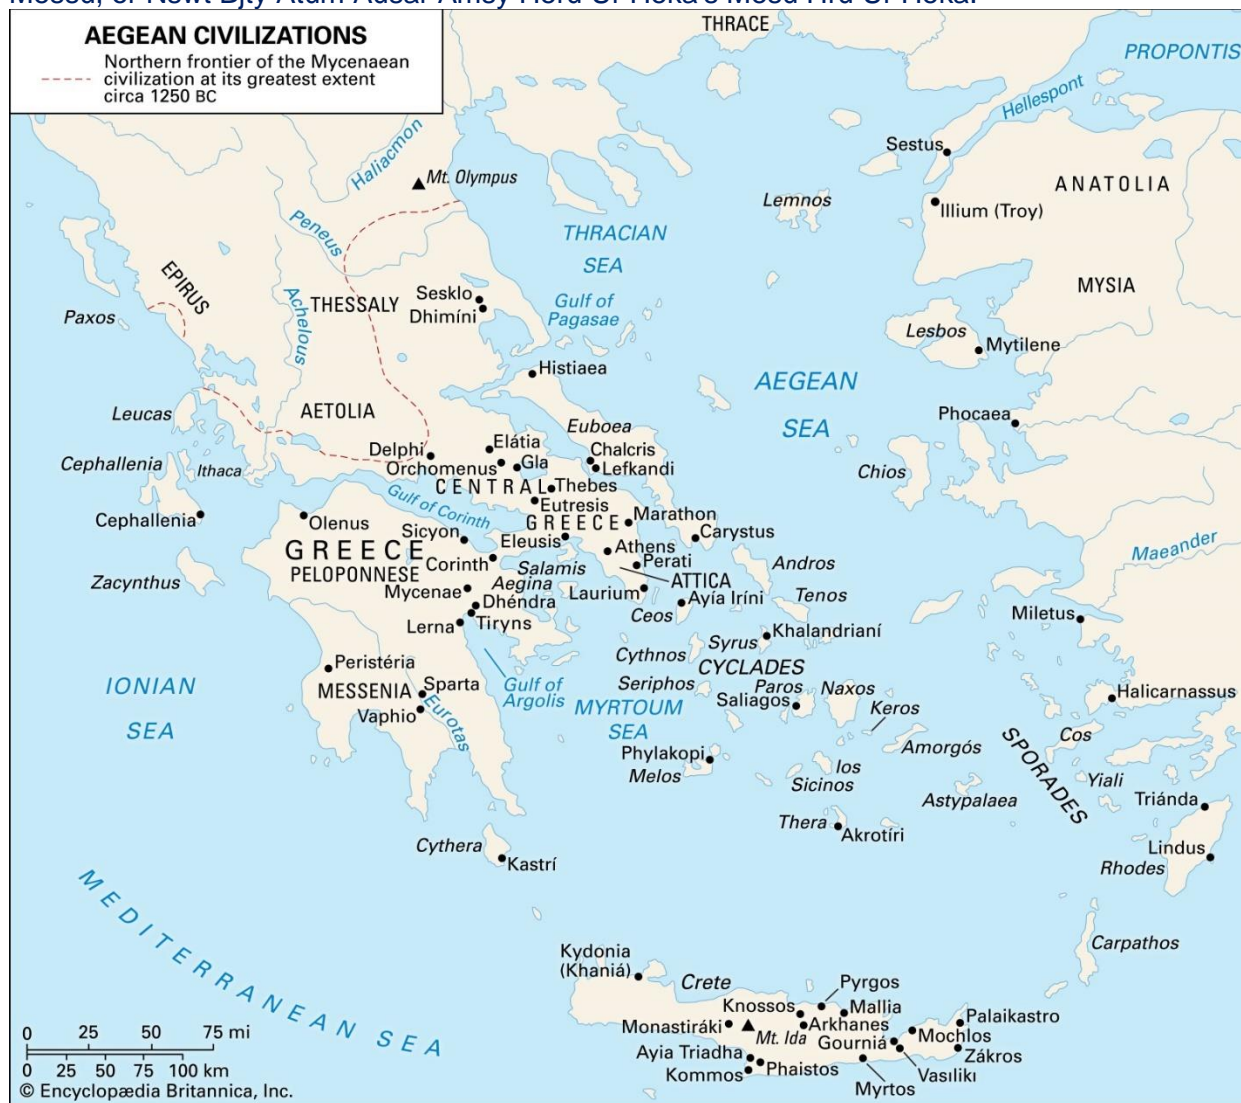 AEGEAN CIVILIZATIONS
Northern frontier of the Mycenaean
civilization at its greatest extent
circa 1250 BC
THRACE
PROPONTIS
Hellespont
Haliacmon
Sestus
Mt. Olympus
ANATOLIA
Lemnos
Illium (Troy)
Peneus
THRACIAN
SEA
EPIRUS
MYSIA
Achelous
THESSALY
Sesklo
Dhimíni
Gulf of
Pagasae
Paxos
Lesbos
Mytilene
Histiaea
AEGEAN
SEA
Leucas
AETOLIA
Phocaea
Euboea
Delphi
Elátia
Chalcris
Cephallenia
Ithaca
Orchomenus
Gla
Lefkandi
Chios
CENTRAL
Thebes
Gulf of Corinth
Eutresis
Cephallenia
Olenus
GREECE
Marathon
Sicyon
Eleusis
Carystus
GREECE
Athens
Maeander
PELOPONNESE
Corinth
Salamis
Perati
Andros
Zacynthus
Aegina
ATTICA
Mycenae
Laurium
Ayía Iríni
Tenos
Dhéndra
Ceos
Miletus
Lerna
Tiryns
Syrus
Khalandrianí
Cythnos
Peristéria
CYCLADES
IONIAN
SEA
MESSENIA
Sparta
Gulf of
Argolis
Seriphos
Paros
Naxos
Halicarnassus
Vaphio
Eurotas
MYRTOUM
SEA
Saliagos
Keros
Cos
Amorgós
SPORADES
Phylakopi
Melos
Ios
Sicinos
Yiali
Astypalaea
Triánda
Thera
Akrotíri
Cythera
Kastrí
Lindus
Rhodes
MEDITERRANEAN SEA
Carpathos
Kydonia
(Khaniá)
Crete
Pyrgos
Knossos
Mallia
Palaikastro
Monastiráki
Mt. Ida
Arkhanes
Mochlos
Gourniá
Ayia Triadha
Zákros
Phaistos
Vasiliki
Kommos
Myrtos
0 25 50 75 mi
0 25 50 75 100 km
© Encyclopædia Britannica, Inc.